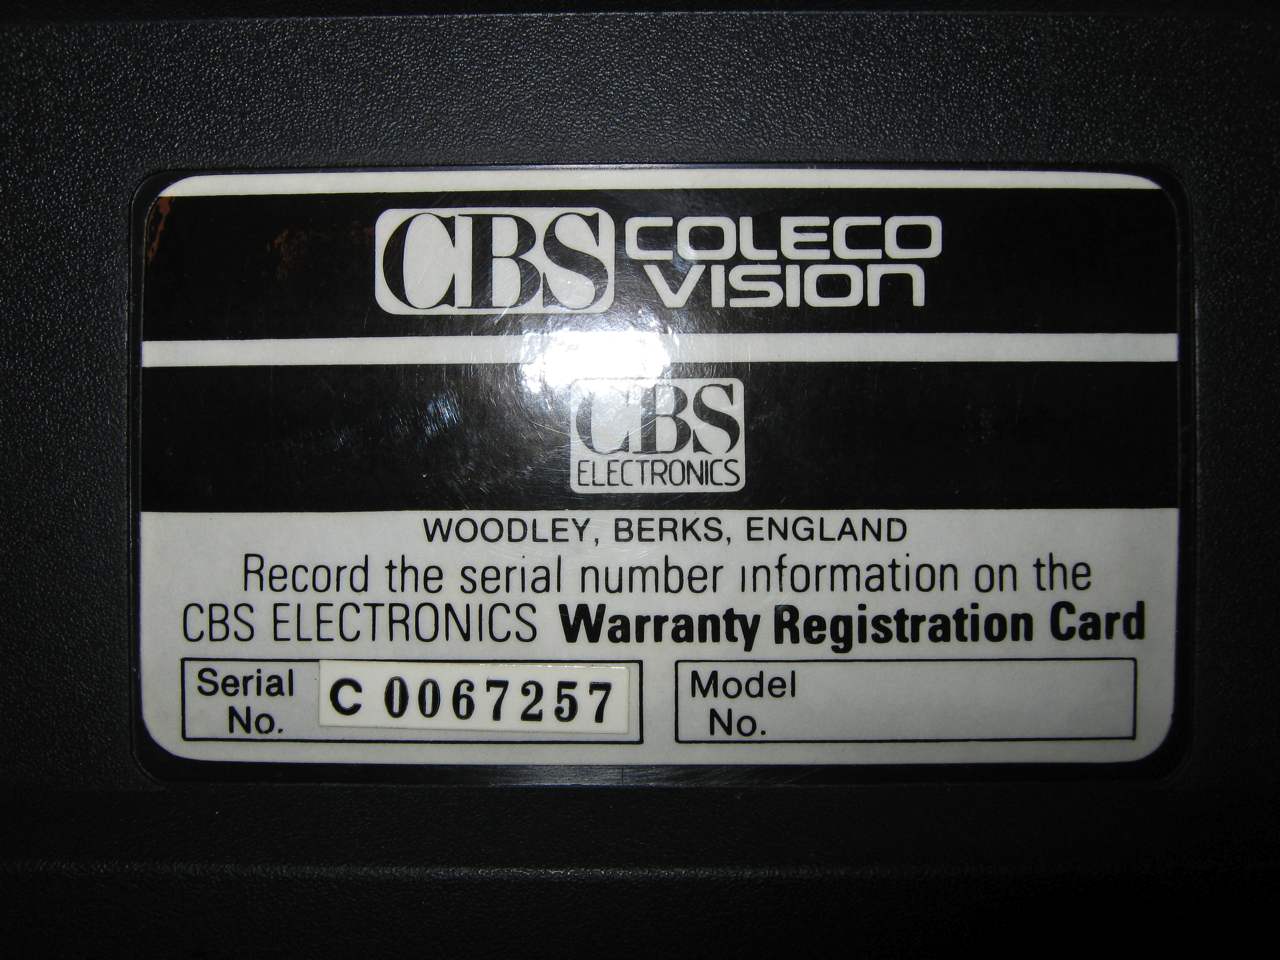 CBS COLECO
VISION
CBS
ELECTRONICS
WOODLEY, BERKS, ENGLAND
Record the serial number information on the
CBS ELECTRONICS Warranty Registration Card
Serial No. C 0067257
Model No.